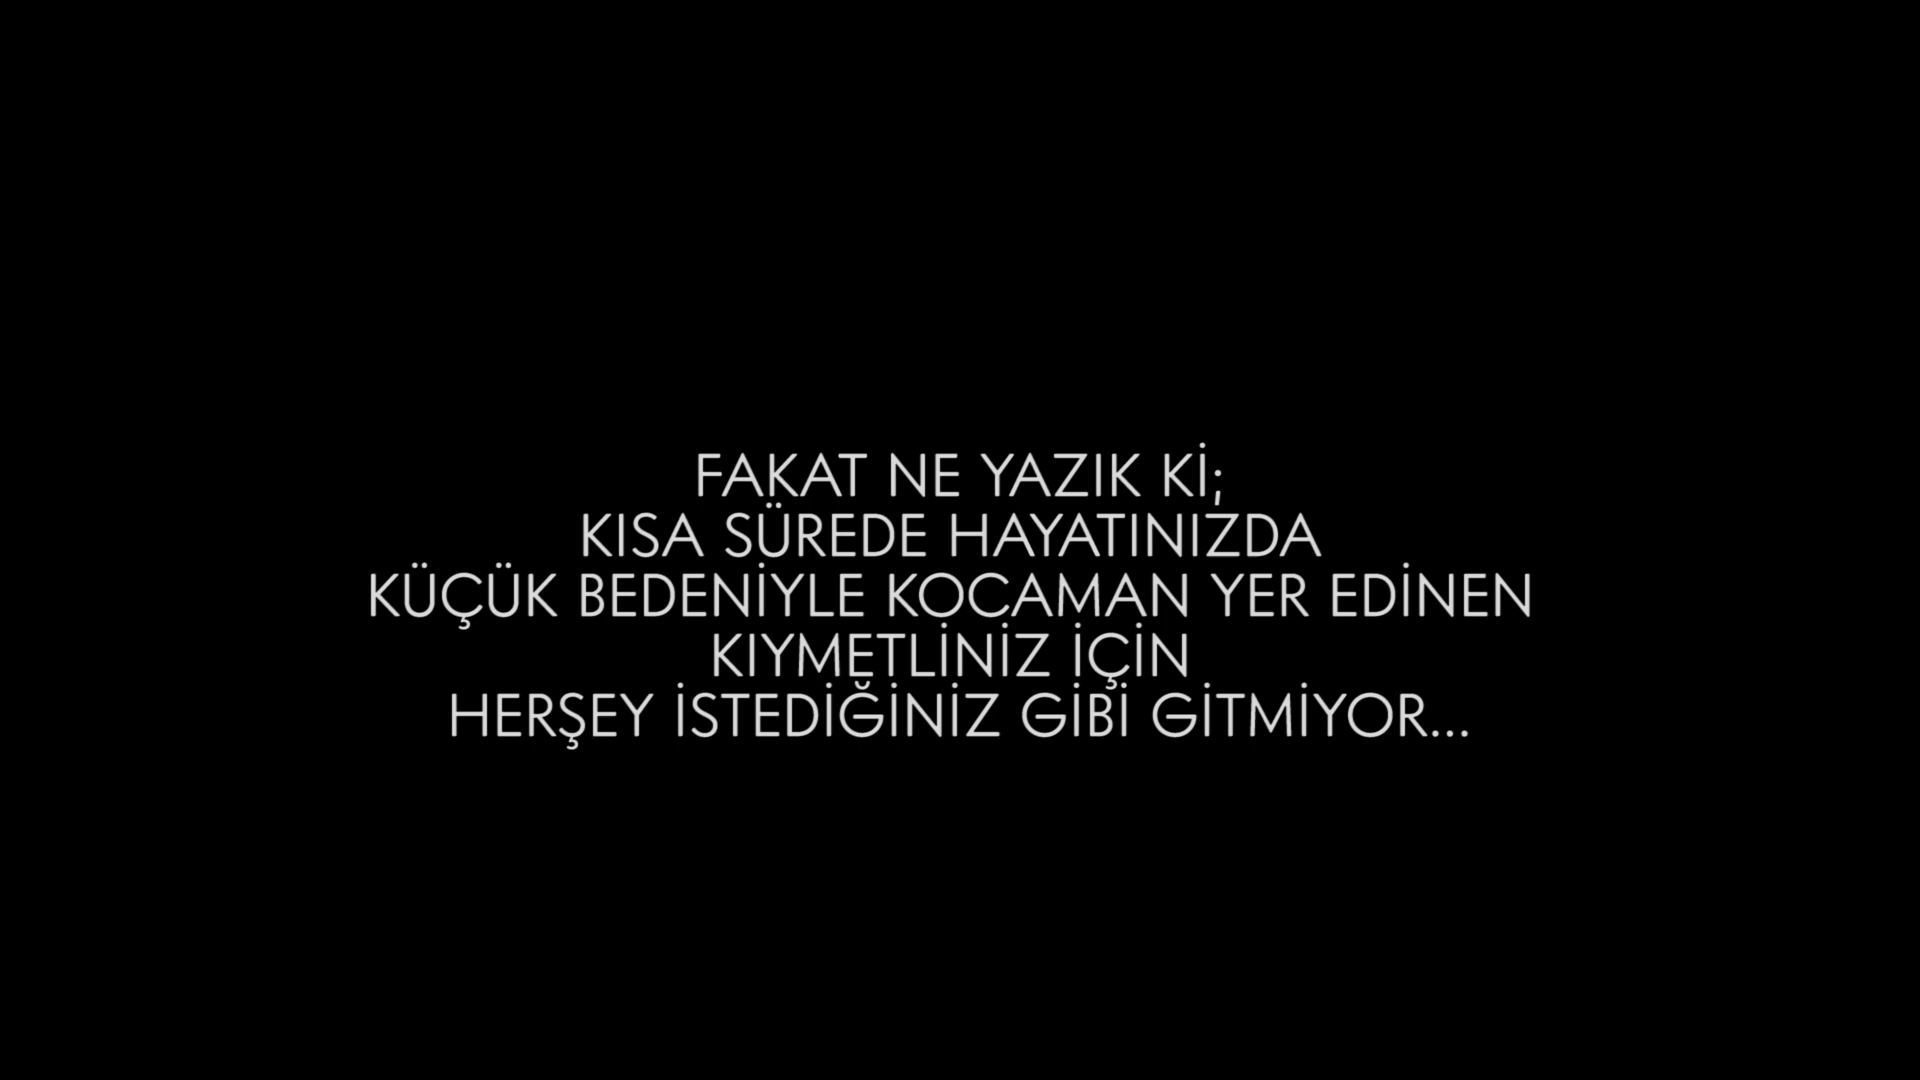 FAKAT NE YAZIK Kİ;
KISA SÜREDE HAYATINIZDA
KÜÇÜK BEDENİYLE KOCAMAN YER EDİNEN
KIYMETLİNİZ İÇİN
HERŞEY İSTEDİĞİNİZ GİBİ GİTMİYOR...